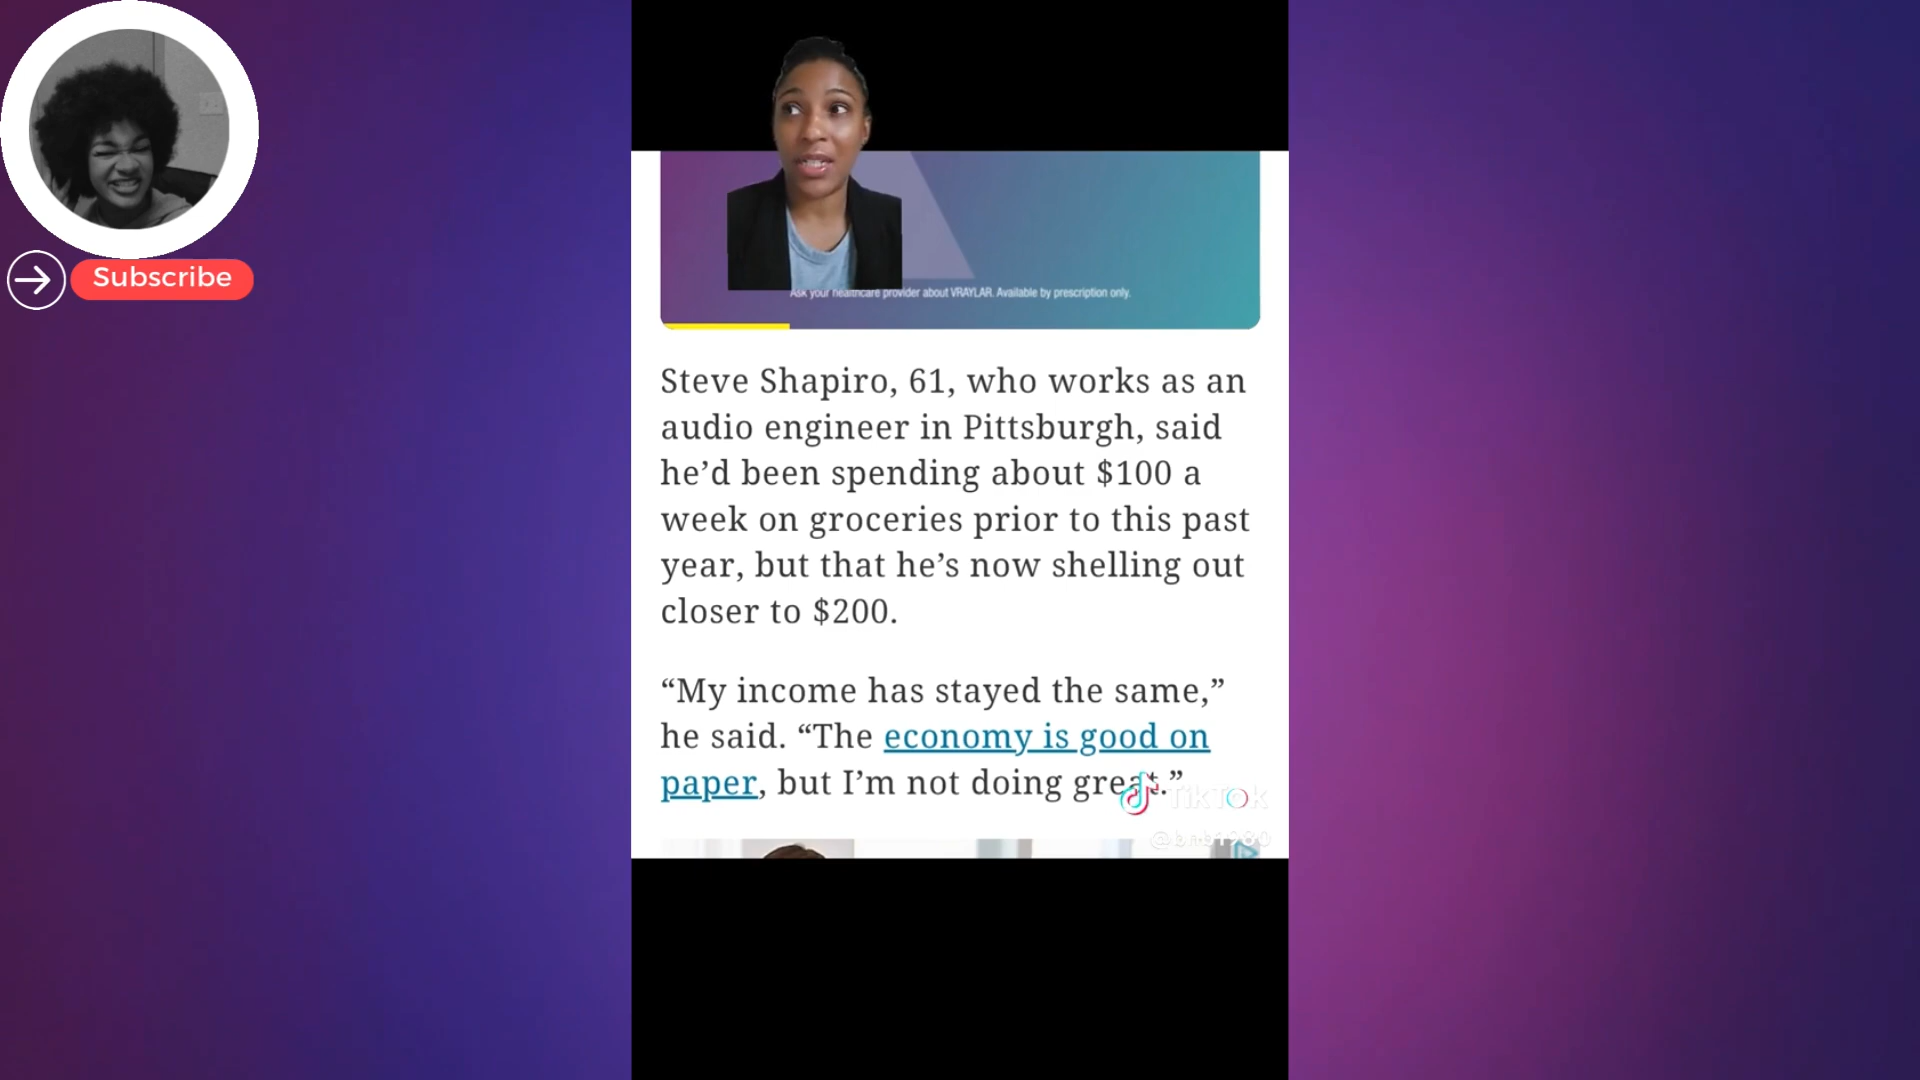 Subscribe
Ask your healthcare provider about VRAYLAR. Available by prescription only.
Steve Shapiro, 61, who works as an
audio engineer in Pittsburgh, said
he’d been spending about $100 a
week on groceries prior to this past
year, but that he’s now shelling out
closer to $200.
“My income has stayed the same,”
he said. “The economy is good on
paper, but I’m not doing great.”
TikTok